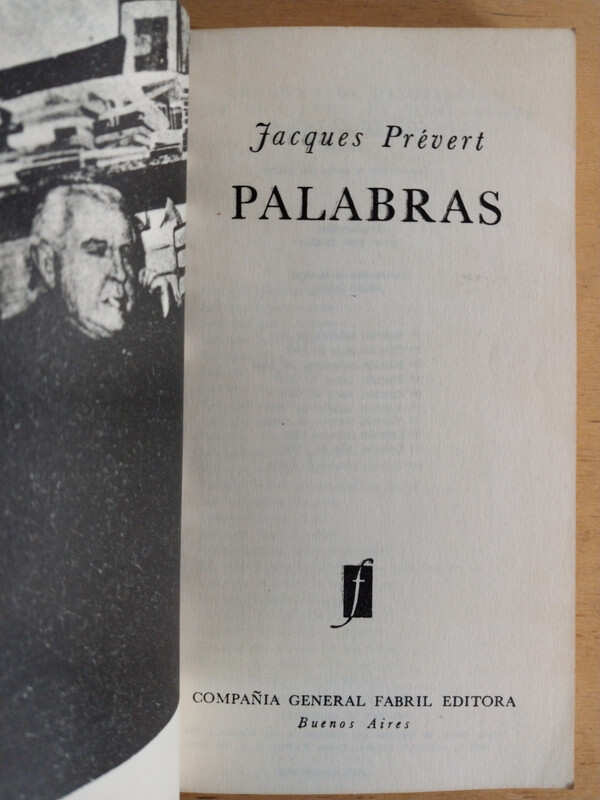 Jacques Prévert
PALABRAS
f
COMPAÑIA GENERAL FABRIL EDITORA
Buenos Aires